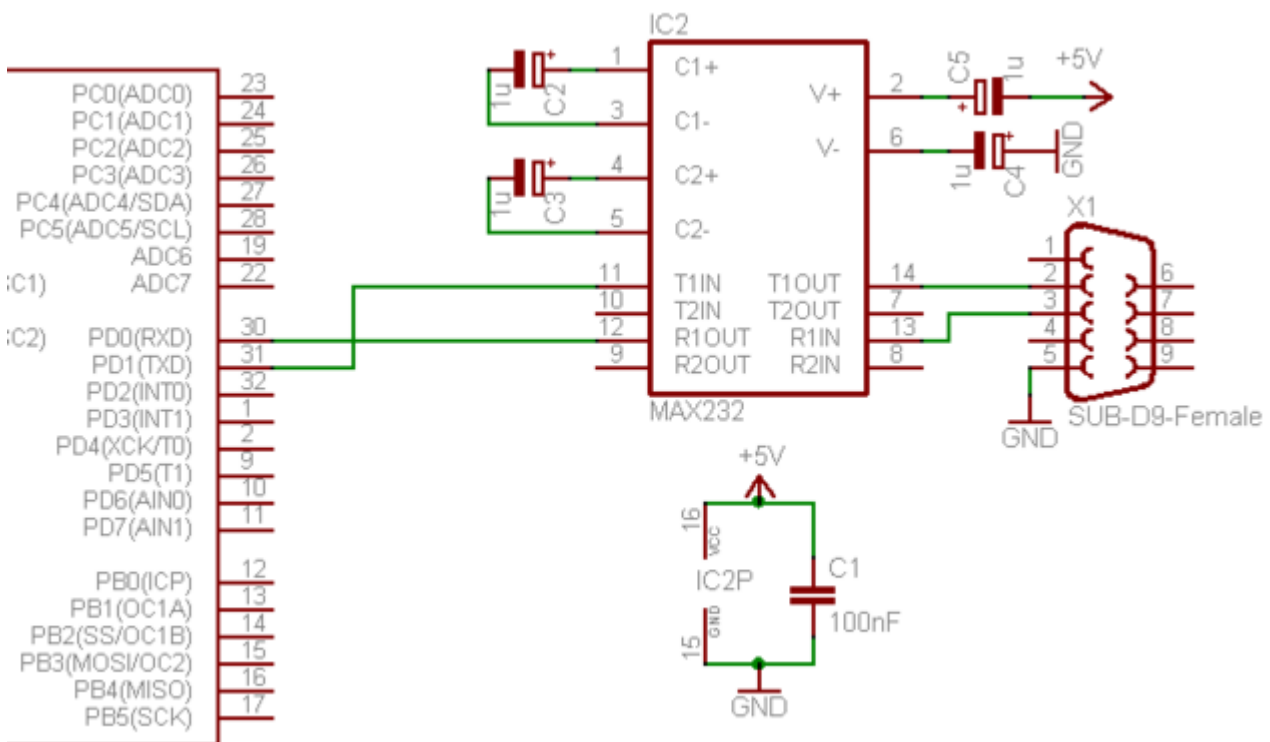 PC0(ADC0) 23
PC1(ADC1) 24
PC2(ADC2) 25
PC3(ADC3) 26
PC4(ADC4/SDA) 27
PC5(ADC5/SCL) 28
ADC6 19
ADC7 22
C1)
PD0(RXD) 30
C2)
PD1(TXD) 31
PD2(INT0) 32
PD3(INT1) 1
PD4(XCK/T0) 2
PD5(T1) 9
PD6(AIN0) 10
PD7(AIN1) 11
PB0(ICP) 12
PB1(OC1A) 13
PB2(SS/OC1B) 14
PB3(MOSI/OC2) 15
PB4(MISO) 16
PB5(SCK) 17
1u
+
C2
1u
+
C3
IC2
1 C1+
3 C1-
4 C2+
5 C2-
11 T1IN
10 T2IN
12 R1OUT
9 R2OUT
V+ 2
V- 6
T1OUT 14
T2OUT 7
R1IN 13
R2IN 8
MAX232
C5
+
1u
+5V
1u
+
C4
GND
X1
1
2
3
4
5
6
7
8
9
SUB-D9-Female
GND
+5V
16
VCC
IC2P
GND
15
C1
100nF
GND